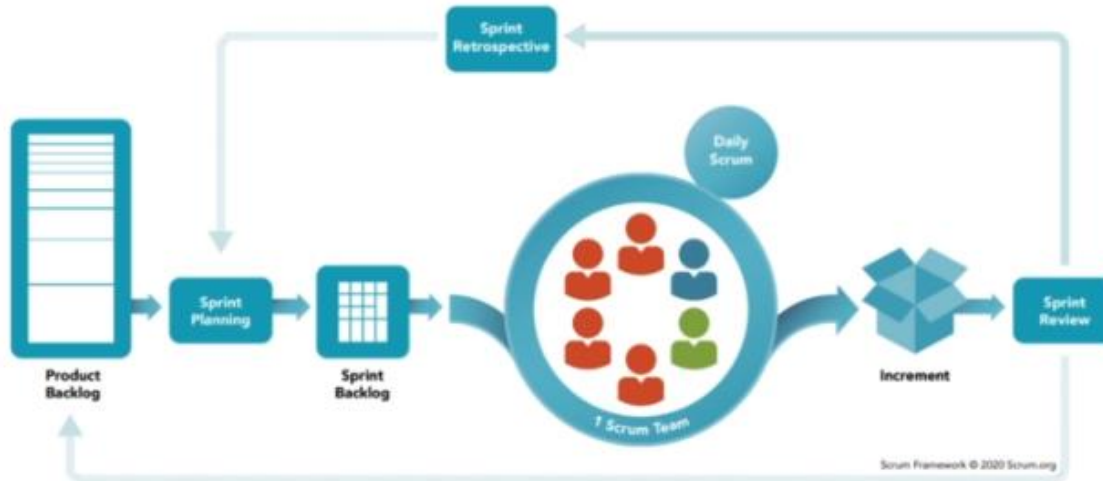 Sprint
Retrospective
Daily
Scrum
Sprint
Planning
Product
Backlog
Sprint
Backlog
1 Scrum Team
Increment
Sprint
Review
Scrum Framework © 2020 Scrum.org